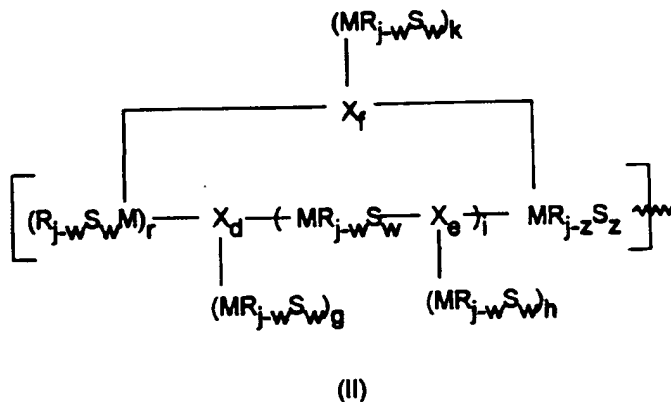 (MR_{j-w}S_w)_k
X_f
[ (R_{j-w}S_wM)_r — X_d —( MR_{j-w}S_w — X_e )_i — MR_{j-z}S_z ]
(MR_{j-w}S_w)_g (MR_{j-w}S_w)_h
(II)